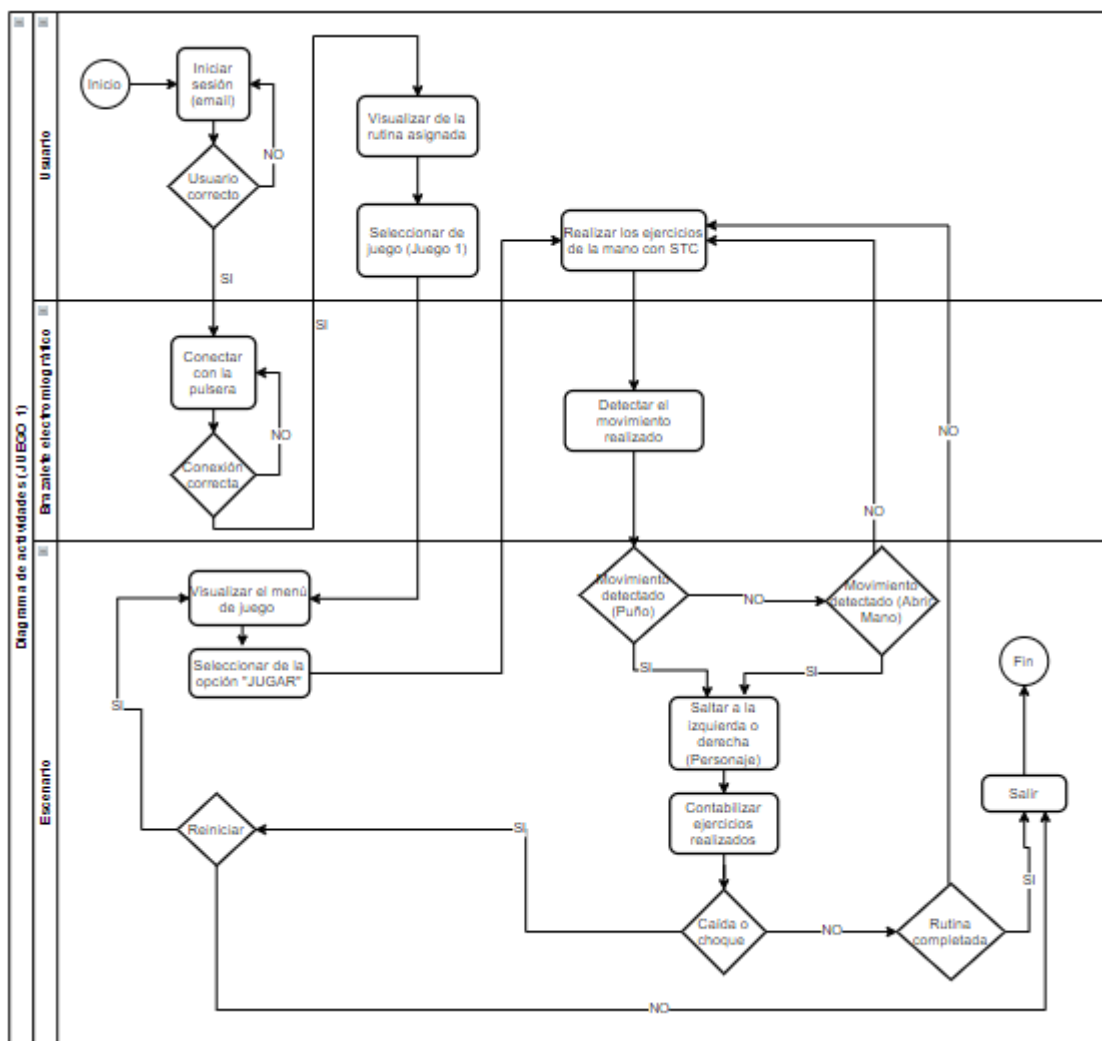 Diagrama de actividades (JUEGO 1)
Usuario
Inicio
Iniciar
sesión
(email)
NO
Usuario
correcto
SI
Visualizar de la
rutina asignada
Seleccionar de
juego (Juego 1)
Realizar los ejercicios
de la mano con STC
Brazalete electromiográfico
SI
Conectar
con la
pulsera
NO
Conexión
correcta
Detectar el
movimiento
realizado
NO
NO
Escenario
Visualizar el menú
de juego
Seleccionar de la
opción "JUGAR"
SI
Movimiento
detectado
(Puño)
NO
Movimiento
detectado (Abrir
Mano)
SI
SI
Saltar a la
izquierda o
derecha
(Personaje)
Contabilizar
ejercicios
realizados
Fin
Salir
Reiniciar
SI
SI
Caída o
choque
NO
Rutina
completada
NO